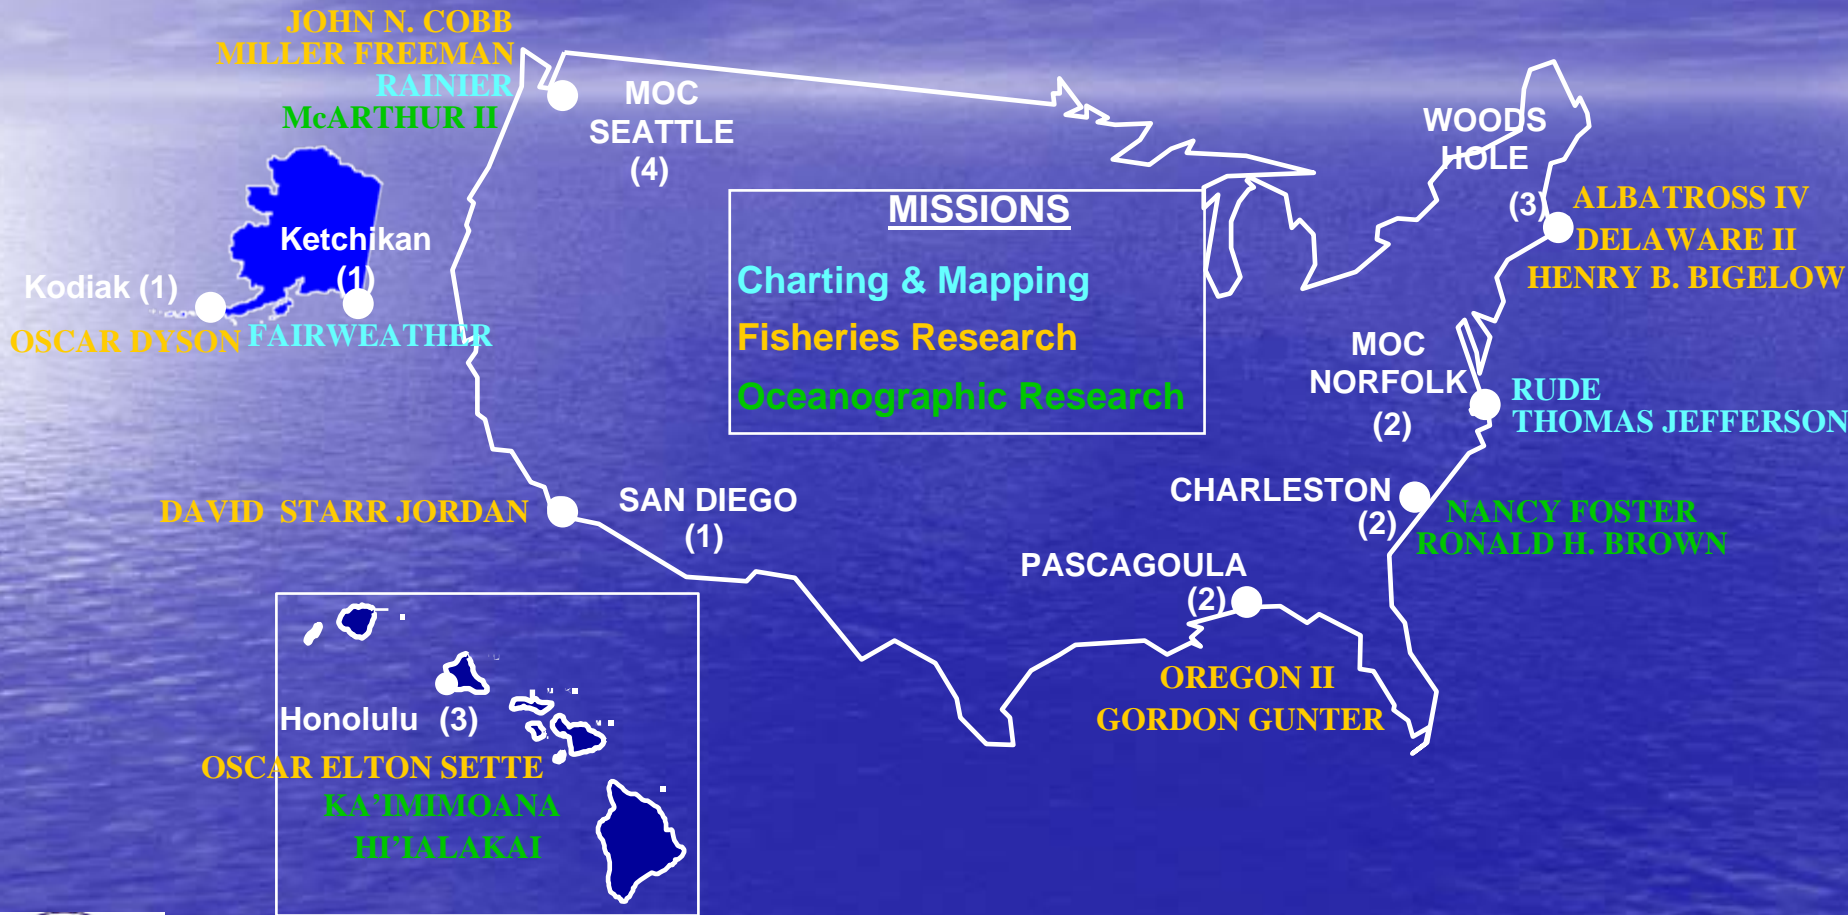 JOHN N. COBB
MILLER FREEMAN
RAINIER
McARTHUR II
MOC
SEATTLE
(4)
WOODS
HOLE
(3)
ALBATROSS IV
DELAWARE II
HENRY B. BIGELOW
MISSIONS
Charting & Mapping
Fisheries Research
Oceanographic Research
Ketchikan
(1)
Kodiak (1)
OSCAR DYSON
FAIRWEATHER
MOC
NORFOLK
(2)
RUDE
THOMAS JEFFERSON
DAVID STARR JORDAN
SAN DIEGO
(1)
CHARLESTON
(2)
NANCY FOSTER
RONALD H. BROWN
PASCAGOULA
(2)
OREGON II
GORDON GUNTER
Honolulu (3)
OSCAR ELTON SETTE
KA’IMIMOANA
HI’IALAKAI